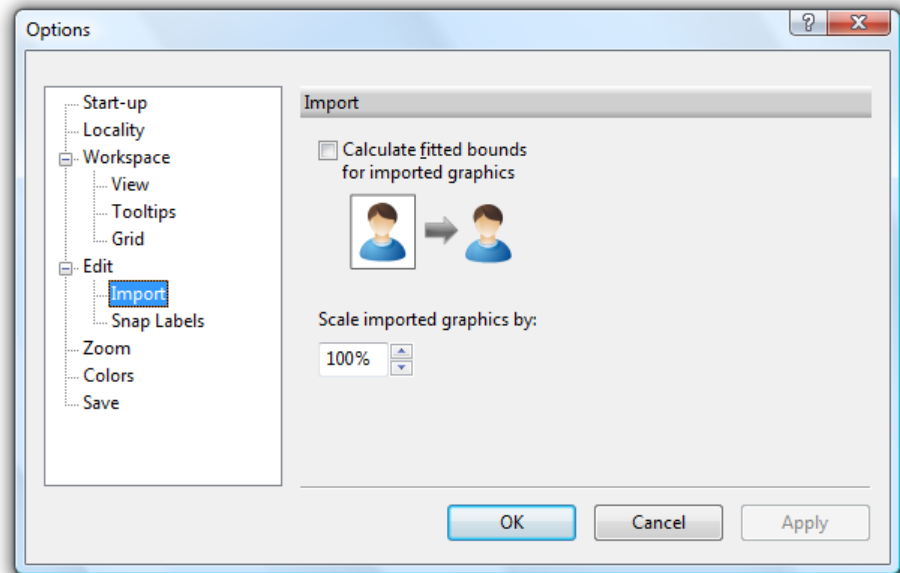 Options
?
Start-up
Locality
Workspace
View
Tooltips
Grid
Edit
Import
Snap Labels
Zoom
Colors
Save
Import
Calculate fitted bounds
for imported graphics
Scale imported graphics by:
100%
OK
Cancel
Apply